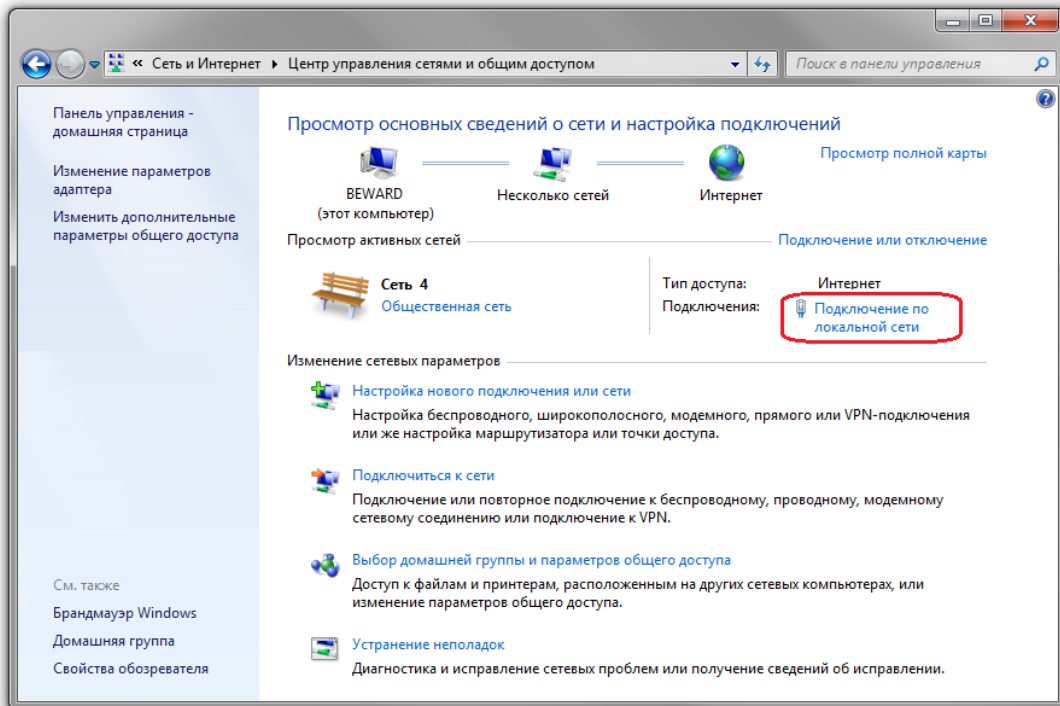 « Сеть и Интернет ▸ Центр управления сетями и общим доступом
Поиск в панели управления
Панель управления -
домашняя страница
Изменение параметров
адаптера
Изменить дополнительные
параметры общего доступа
См. также
Брандмауэр Windows
Домашняя группа
Свойства обозревателя
Просмотр основных сведений о сети и настройка подключений
Просмотр полной карты
BEWARD
(этот компьютер)
Несколько сетей
Интернет
Просмотр активных сетей
Подключение или отключение
Сеть 4
Общественная сеть
Тип доступа: Интернет
Подключения: Подключение по
локальной сети
Изменение сетевых параметров
Настройка нового подключения или сети
Настройка беспроводного, широкополосного, модемного, прямого или VPN-подключения
или же настройка маршрутизатора или точки доступа.
Подключиться к сети
Подключение или повторное подключение к беспроводному, проводному, модемному
сетевому соединению или подключение к VPN.
Выбор домашней группы и параметров общего доступа
Доступ к файлам и принтерам, расположенным на других сетевых компьютерах, или
изменение параметров общего доступа.
Устранение неполадок
Диагностика и исправление сетевых проблем или получение сведений об исправлении.